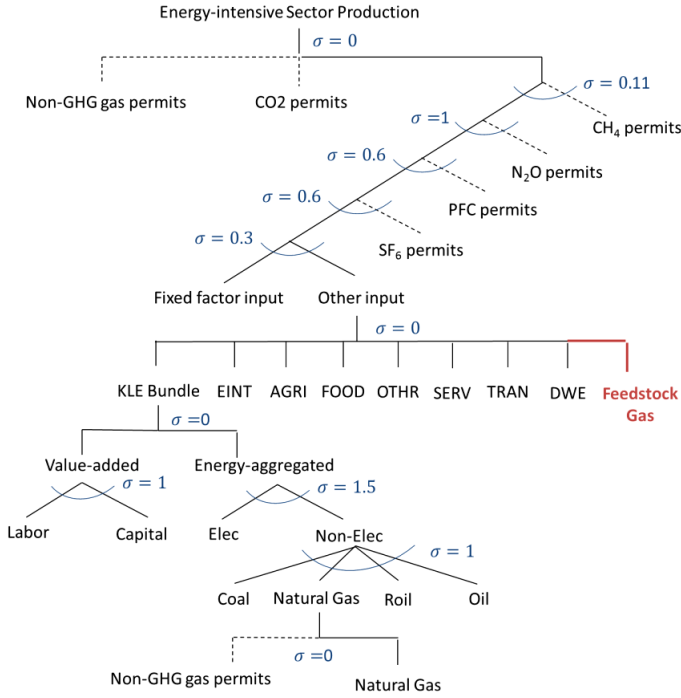 Energy-intensive Sector Production
σ = 0
Non-GHG gas permits
CO2 permits
σ = 0.11
CH₄ permits
σ =1
N₂O permits
σ = 0.6
PFC permits
σ = 0.6
SF₆ permits
σ = 0.3
Fixed factor input
Other input
σ = 0
KLE Bundle
EINT
AGRI
FOOD
OTHR
SERV
TRAN
DWE
Feedstock
Gas
σ =0
Value-added
Energy-aggregated
σ = 1
σ = 1.5
Labor
Capital
Elec
Non-Elec
σ = 1
Coal
Natural Gas
Roil
Oil
σ =0
Non-GHG gas permits
Natural Gas